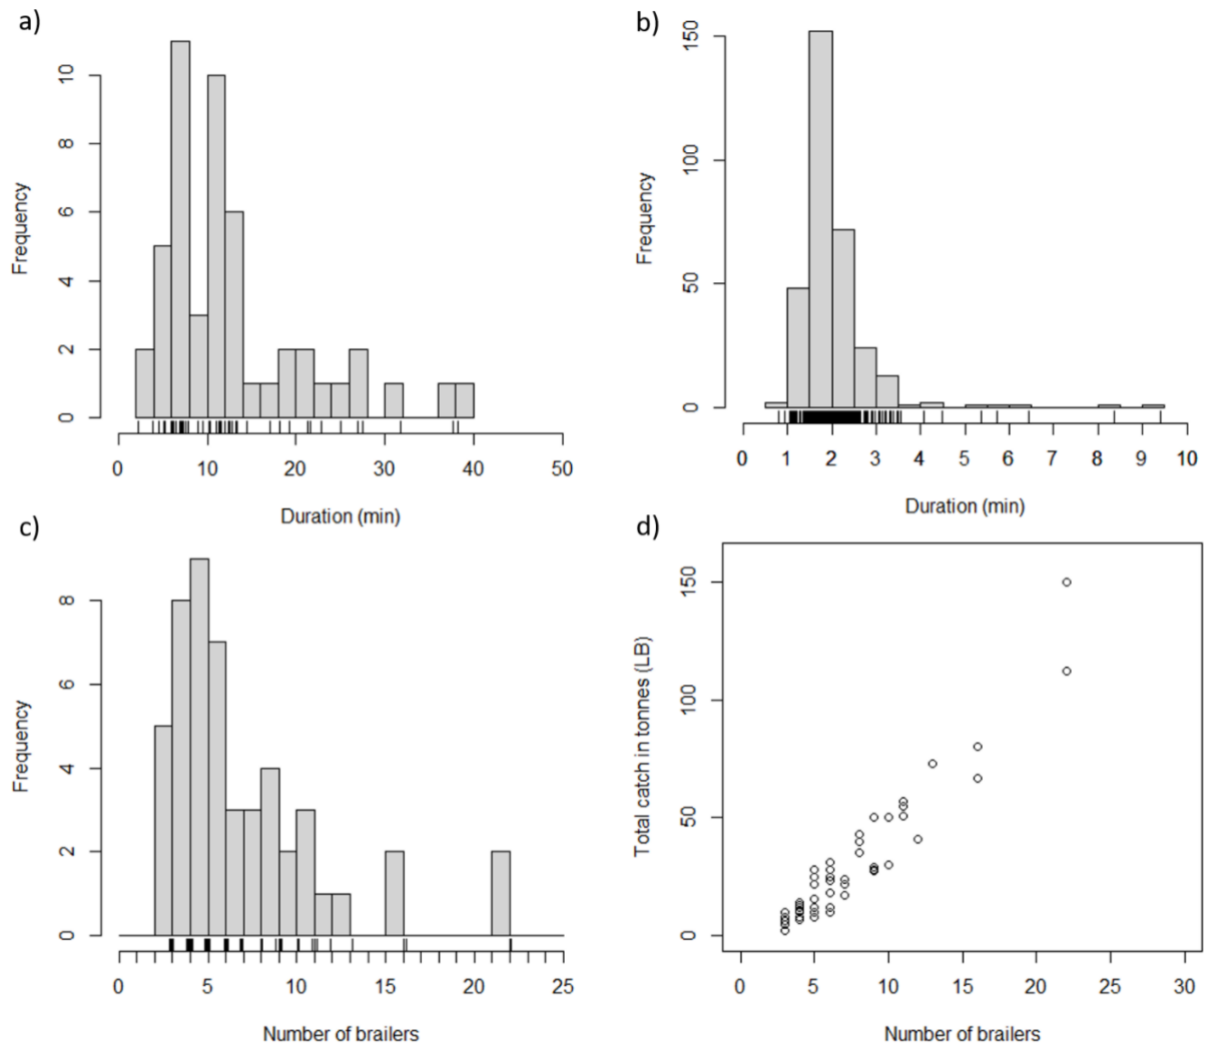 a)
Frequency
0 2 4 6 8 10
0 10 20 30 40 50
Duration (min)
b)
Frequency
0 50 100 150
0 1 2 3 4 5 6 7 8 9 10
Duration (min)
c)
Frequency
0 2 4 6 8
0 5 10 15 20 25
Number of brailers
d)
Total catch in tonnes (LB)
0 50 100 150
0 5 10 15 20 25 30
Number of brailers